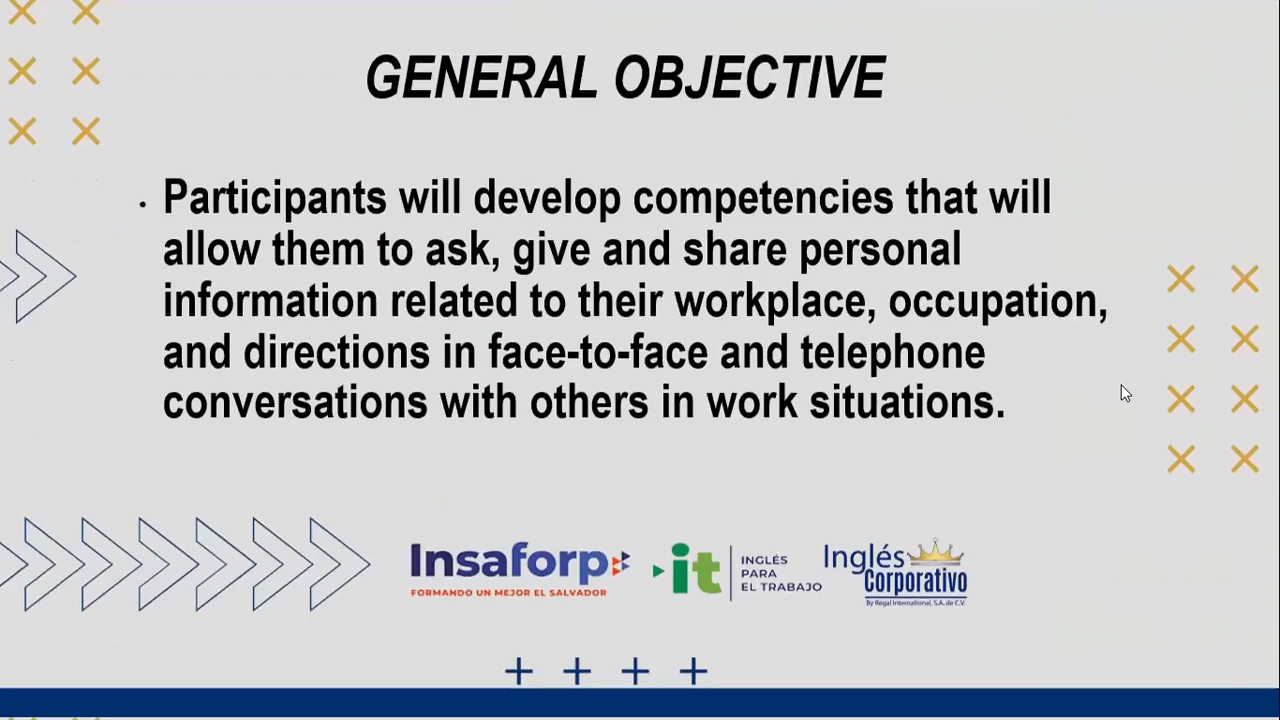 GENERAL OBJECTIVE
• Participants will develop competencies that will
allow them to ask, give and share personal
information related to their workplace, occupation,
and directions in face-to-face and telephone
conversations with others in work situations.
Insaforp
FORMANDO UN MEJOR EL SALVADOR
it
INGLÉS
PARA
EL TRABAJO
Inglés
Corporativo
By Regal International, S.A. de C.V.